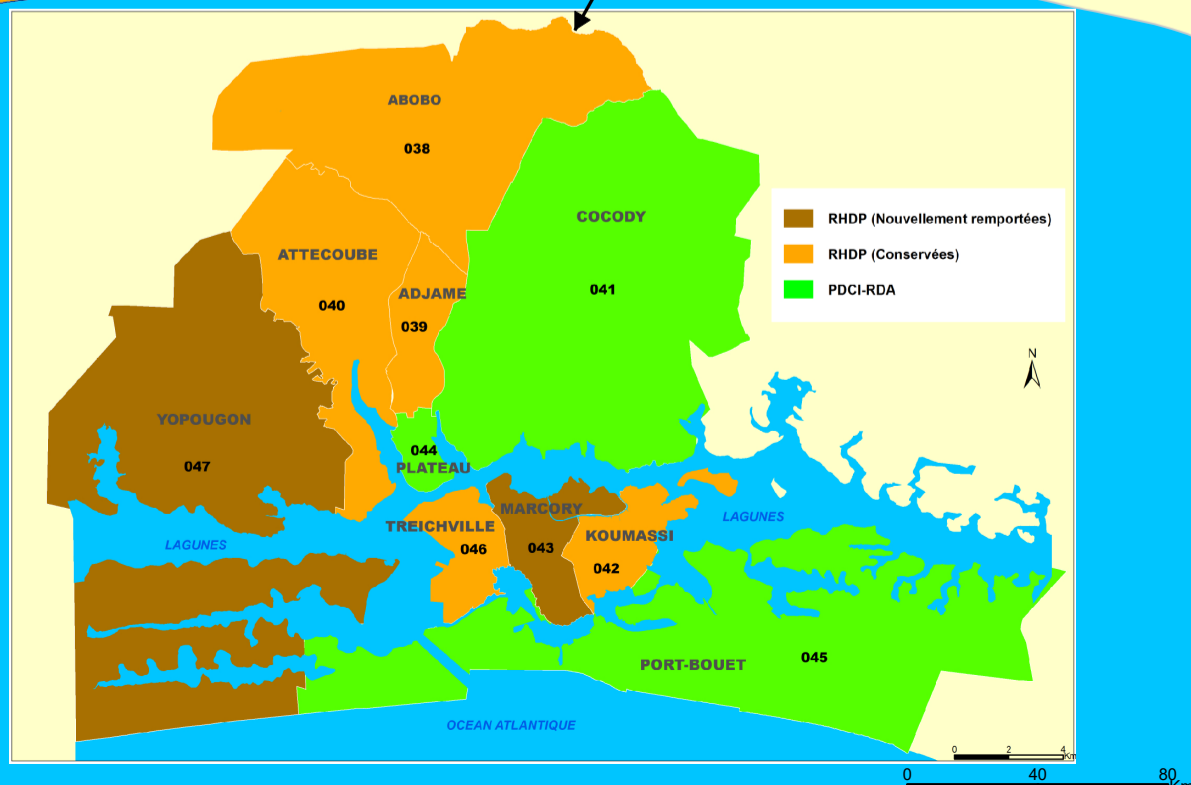 ABOBO
038
COCODY
041
RHDP (Nouvellement remportées)
RHDP (Conservées)
PDCI-RDA
ATTECOUBE
040
ADJAME
039
N
YOPOUGON
047
044
PLATEAU
MARCORY
043
TREICHVILLE
046
KOUMASSI
042
LAGUNES
LAGUNES
PORT-BOUET
045
OCEAN ATLANTIQUE
0 2 4
Km
0 40 80